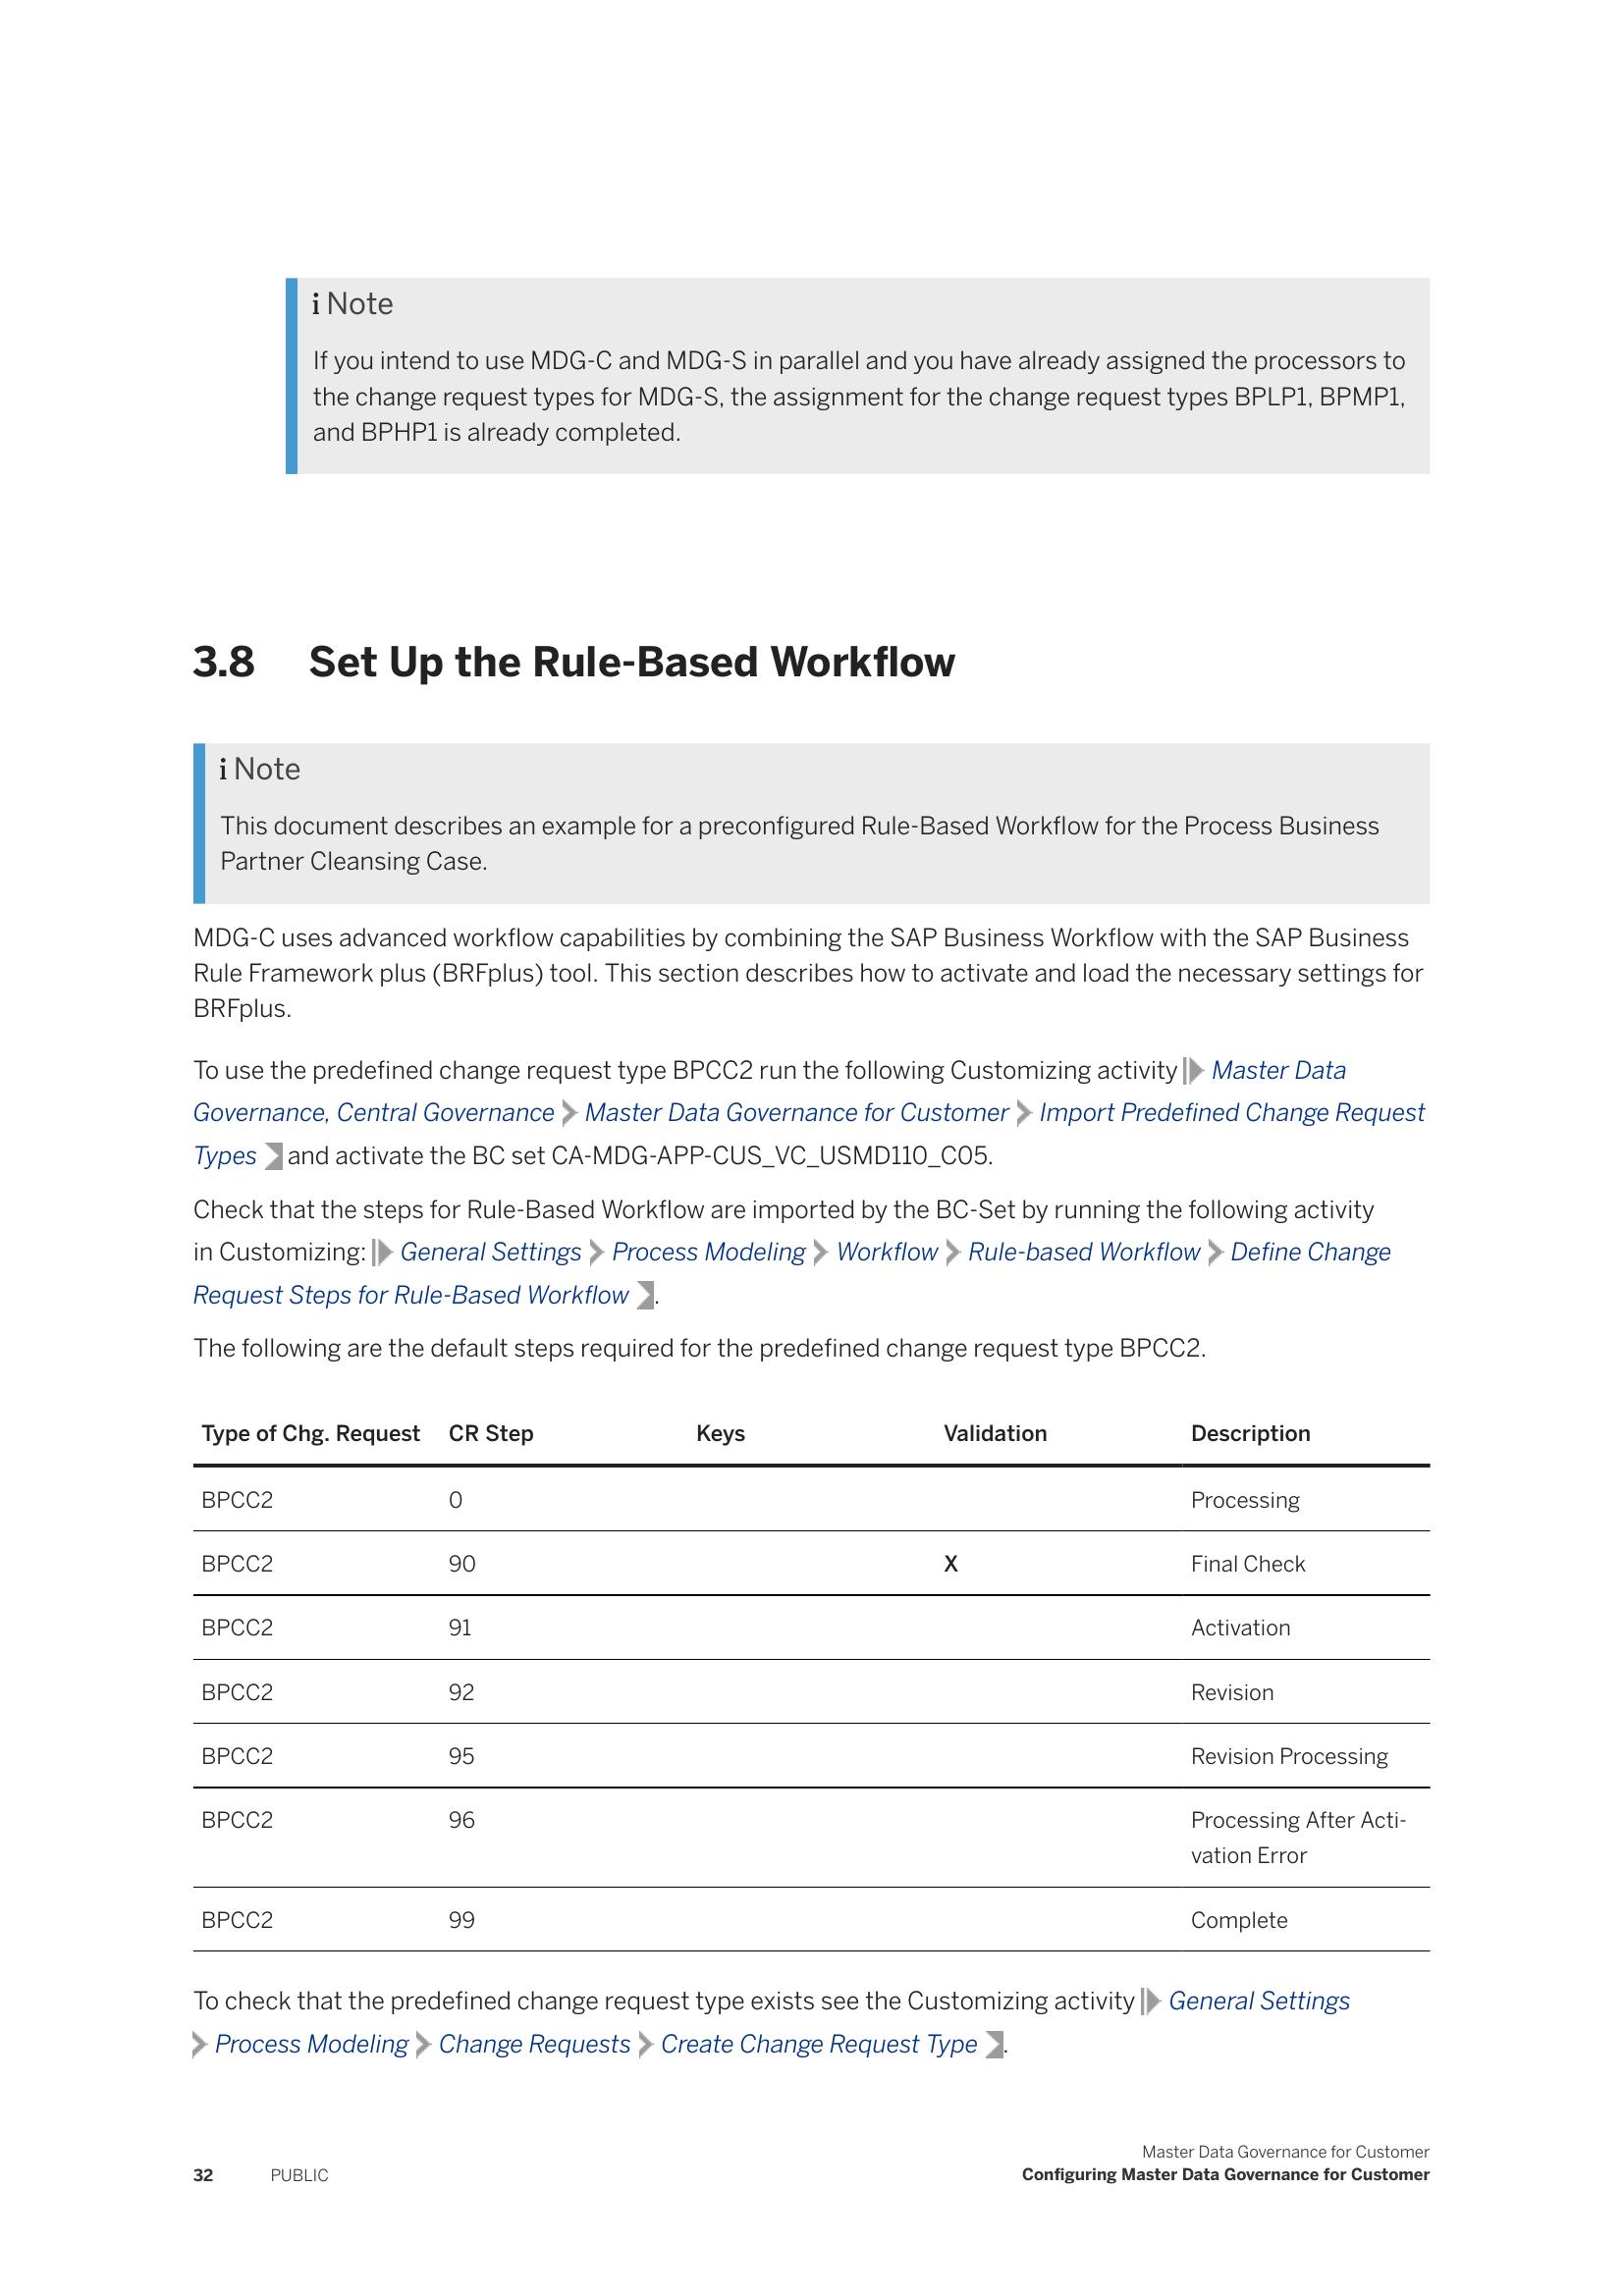 i Note
If you intend to use MDG-C and MDG-S in parallel and you have already assigned the processors to
the change request types for MDG-S, the assignment for the change request types BPLP1, BPMP1,
and BPHP1 is already completed.
3.8 Set Up the Rule-Based Workflow
i Note
This document describes an example for a preconfigured Rule-Based Workflow for the Process Business
Partner Cleansing Case.
MDG-C uses advanced workflow capabilities by combining the SAP Business Workflow with the SAP Business
Rule Framework plus (BRFplus) tool. This section describes how to activate and load the necessary settings for
BRFplus.
To use the predefined change request type BPCC2 run the following Customizing activity Master Data
Governance, Central Governance Master Data Governance for Customer Import Predefined Change Request
Types and activate the BC set CA-MDG-APP-CUS_VC_USMD110_C05.
Check that the steps for Rule-Based Workflow are imported by the BC-Set by running the following activity
in Customizing: General Settings Process Modeling Workflow Rule-based Workflow Define Change
Request Steps for Rule-Based Workflow .
The following are the default steps required for the predefined change request type BPCC2.
Type of Chg. Request CR Step Keys Validation Description
BPCC2 0 Processing
BPCC2 90 X Final Check
BPCC2 91 Activation
BPCC2 92 Revision
BPCC2 95 Revision Processing
BPCC2 96 Processing After Acti-
vation Error
BPCC2 99 Complete
To check that the predefined change request type exists see the Customizing activity General Settings
Process Modeling Change Requests Create Change Request Type .
Master Data Governance for Customer
32 PUBLIC Configuring Master Data Governance for Customer